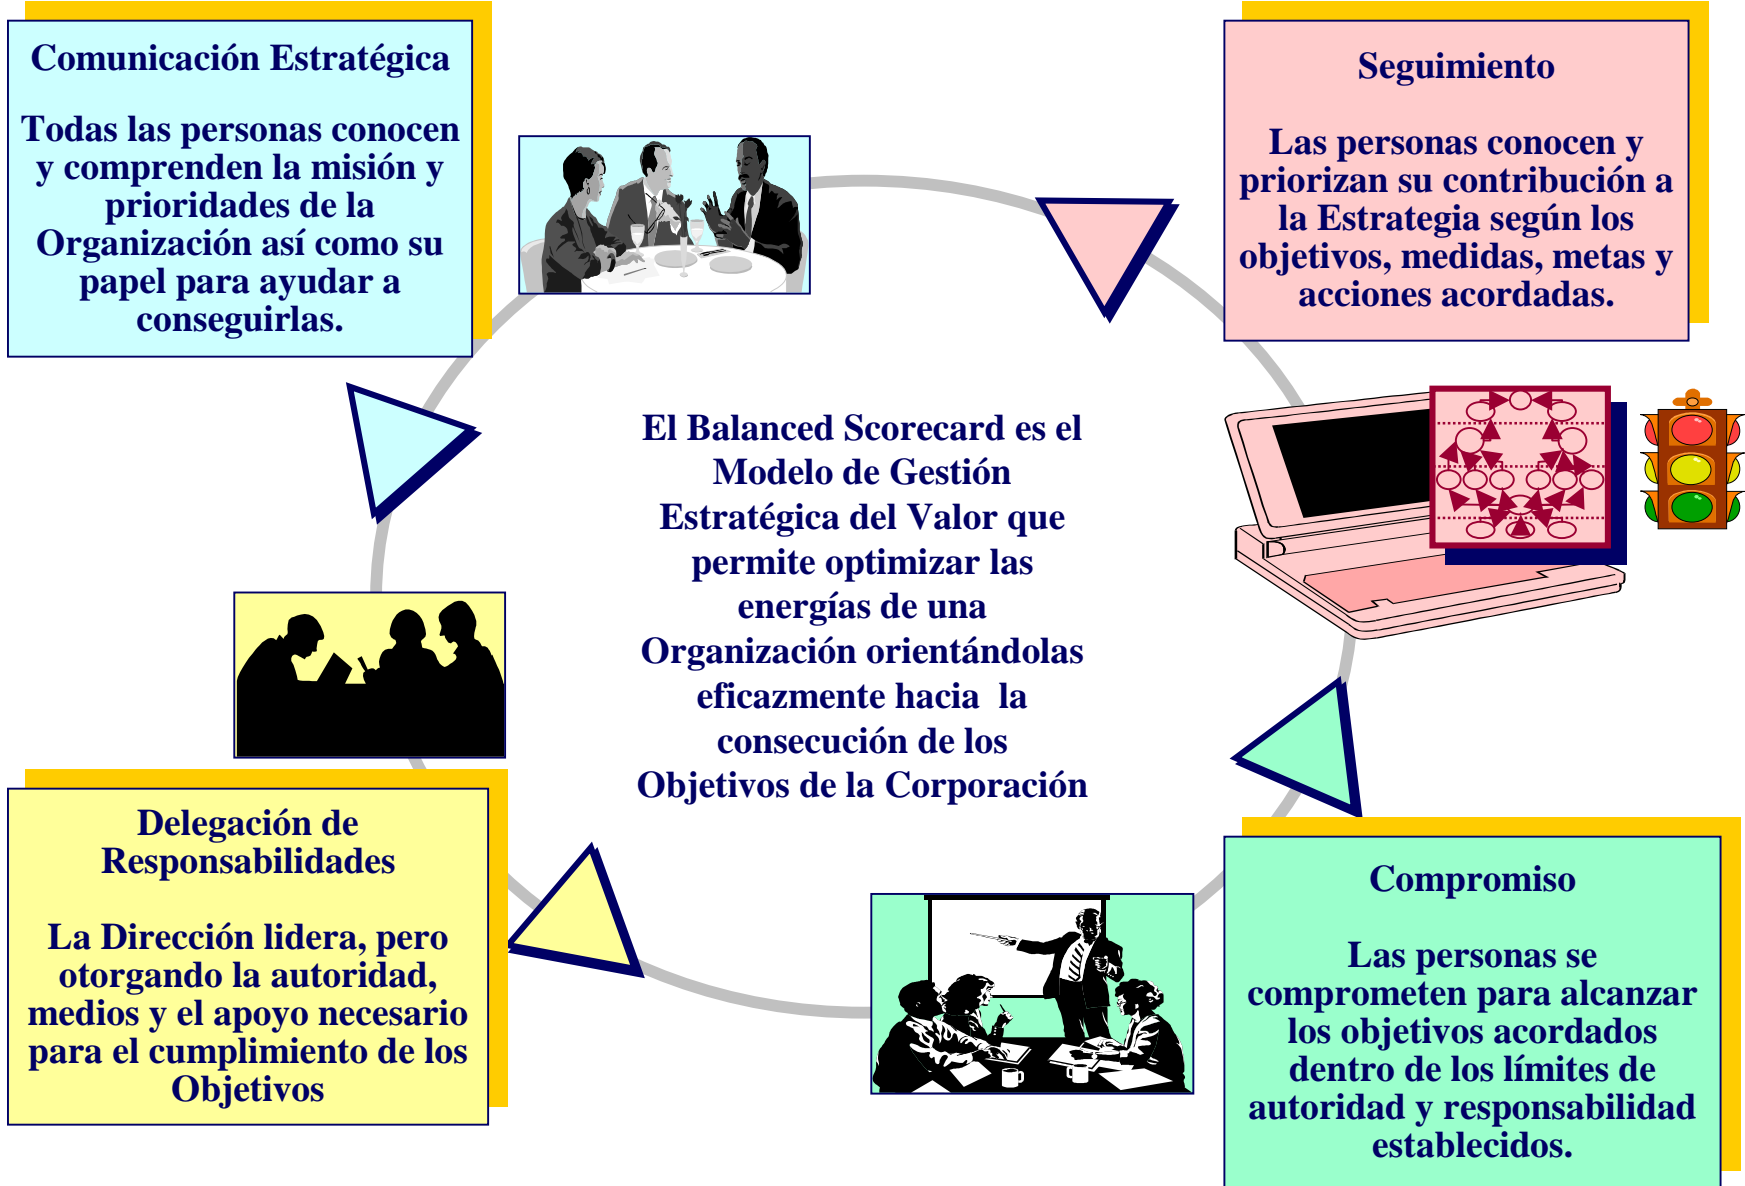 Comunicación Estratégica
Todas las personas conocen
y comprenden la misión y
prioridades de la
Organización así como su
papel para ayudar a
conseguirlas.
Seguimiento
Las personas conocen y
priorizan su contribución a
la Estrategia según los
objetivos, medidas, metas y
acciones acordadas.
El Balanced Scorecard es el
Modelo de Gestión
Estratégica del Valor que
permite optimizar las
energías de una
Organización orientándolas
eficazmente hacia la
consecución de los
Objetivos de la Corporación
Delegación de
Responsabilidades
La Dirección lidera, pero
otorgando la autoridad,
medios y el apoyo necesario
para el cumplimiento de los
Objetivos
Compromiso
Las personas se
comprometen para alcanzar
los objetivos acordados
dentro de los límites de
autoridad y responsabilidad
establecidos.